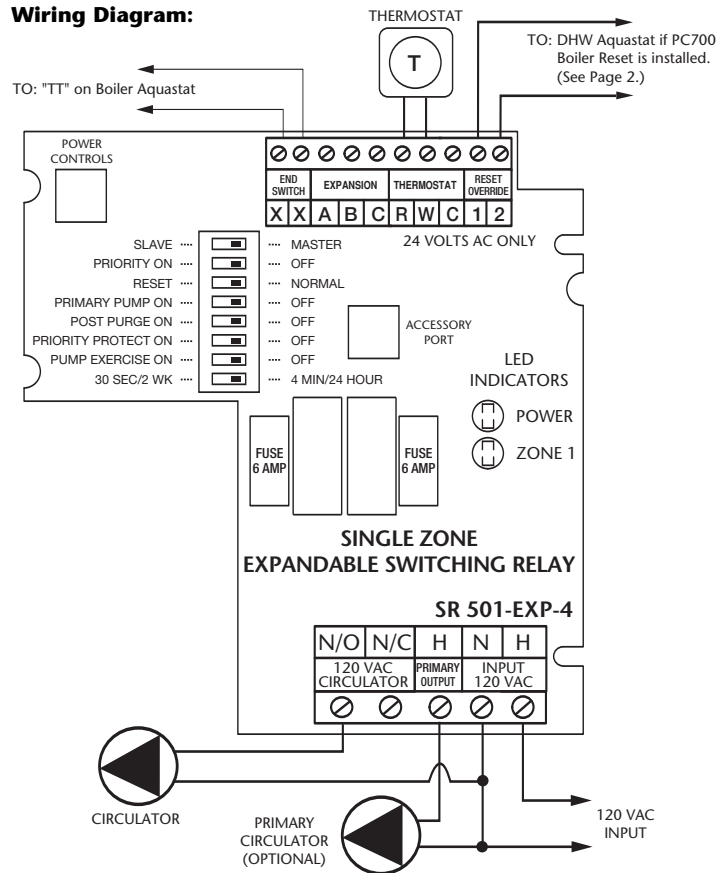 Wiring Diagram:
THERMOSTAT
T
TO: DHW Aquastat if PC700
Boiler Reset is installed.
(See Page 2.)
TO: "TT" on Boiler Aquastat
POWER
CONTROLS
END
SWITCH
EXPANSION
THERMOSTAT
RESET
OVERRIDE
X X A B C R W C 1 2
24 VOLTS AC ONLY
SLAVE ···· ···· MASTER
PRIORITY ON ···· ···· OFF
RESET ···· ···· NORMAL
PRIMARY PUMP ON ···· ···· OFF
POST PURGE ON ···· ···· OFF
PRIORITY PROTECT ON ···· ···· OFF
PUMP EXERCISE ON ···· ···· OFF
30 SEC/2 WK ···· ···· 4 MIN/24 HOUR
ACCESSORY
PORT
LED
INDICATORS
POWER
ZONE 1
FUSE
6 AMP
FUSE
6 AMP
SINGLE ZONE
EXPANDABLE SWITCHING RELAY
SR 501-EXP-4
N/O N/C H N H
120 VAC
CIRCULATOR
PRIMARY
OUTPUT
INPUT
120 VAC
CIRCULATOR
PRIMARY
CIRCULATOR
(OPTIONAL)
120 VAC
INPUT